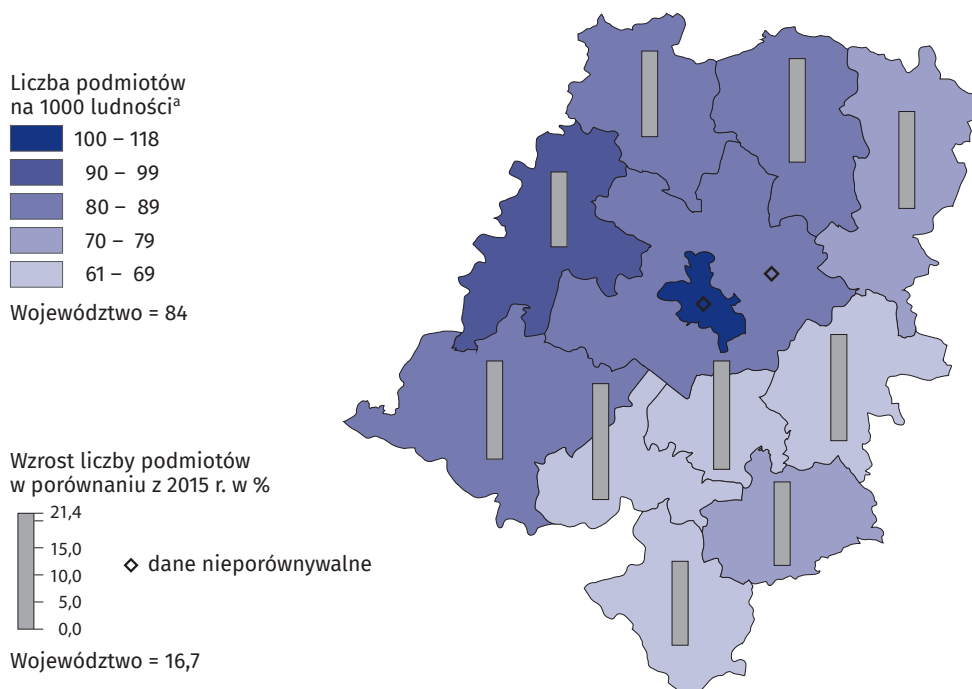 Liczba podmiotów
na 1000 ludnościᵃ
100 – 118
90 – 99
80 – 89
70 – 79
61 – 69
Województwo = 84
Wzrost liczby podmiotów
w porównaniu z 2015 r. w %
21,4
15,0
10,0
5,0
0,0
dane nieporównywalne
Województwo = 16,7